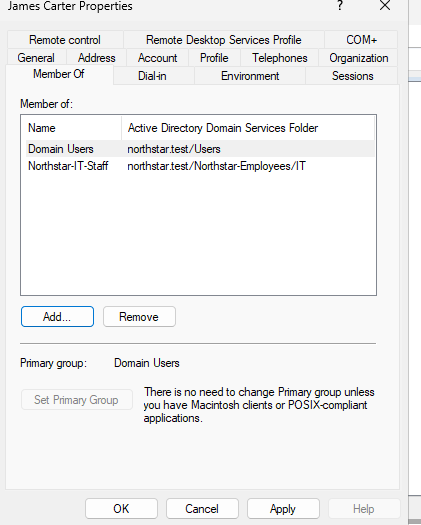 James Carter Properties ? ×
Remote control Remote Desktop Services Profile COM+
General Address Account Profile Telephones Organization
Member Of Dial-in Environment Sessions
Member of:
Name Active Directory Domain Services Folder
Domain Users northstar.test/Users
Northstar-IT-Staff northstar.test/Northstar-Employees/IT
Add... Remove
Primary group: Domain Users
Set Primary Group
There is no need to change Primary group unless
you have Macintosh clients or POSIX-compliant
applications.
OK Cancel Apply Help